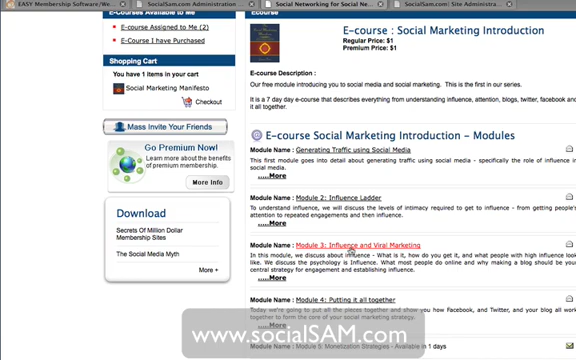 EASY Membership Software/We...
SocialSam.com Administration
Social Networking for Social Ne...
SocialSam.com! Site Administra...
E-Courses Available to Me
E-course Assigned to Me (2)
E-Course I have Purchased
Shopping Cart
You have 1 items in your cart
Social Marketing Manifesto
Checkout
Mass Invite Your Friends
Go Premium Now!
Learn more about the benefits
of premium membership.
More Info
Download
Secrets Of Million Dollar
Membership Sites
The Social Media Myth
More +
Ecourse
E-course : Social Marketing Introduction
Regular Price: $1
Premium Price: $1
E-course Description :
Our free module introducing you to social media and social marketing. This is the first in our series.
It is a 7 day day e-course that describes everything from understanding influence, attention, blogs, twitter, facebook and
it all together.
E-course Social Marketing Introduction - Modules
Module Name : Generating Traffic using Social Media
This first module goes into detail about generating traffic using social media - specifically the role of influence in
social media.
.....More
Module Name : Module 2: Influence Ladder
To understand influence, we will discuss the levels of intimacy required to get to influence - from getting people's
attention to repeated engagements and then influence.
.....More
Module Name : Module 3: Influence and Viral Marketing
In this module, we discuss about influence - What is it, how do you get it, and what people with high influence look
like. We discuss the psychology is Influence. What most people do online and why making a blog should be your
central strategy for engagement and establishing influence.
.....More
Module Name : Module 4: Putting it all together
Today we're going to put all the pieces together and show you how Facebook, and Twitter, and your blog all work
together to form the core of your social marketing strategy.
.....More
www.socialSAM.com
Module Name : Module 5: Monetization Strategies - Available in 1 days